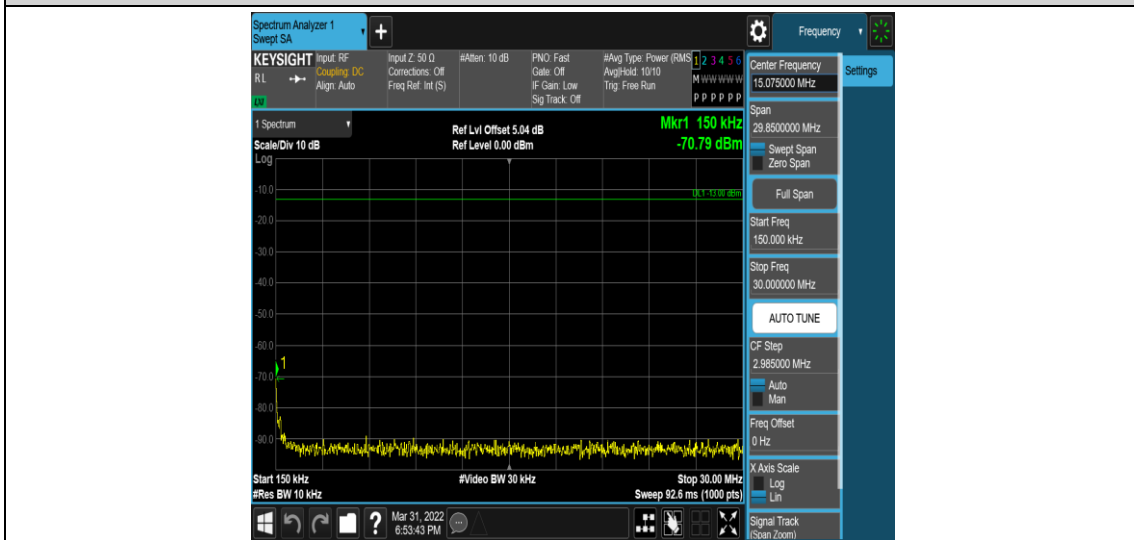 Spectrum Analyzer 1
Swept SA
Frequency
KEYSIGHT
RL
LXI
Input: RF
Coupling: DC
Align: Auto
Input Z: 50 Ω
Corrections: Off
Freq Ref: Int (S)
#Atten: 10 dB
PNO: Fast
Gate: Off
IF Gain: Low
Sig Track: Off
#Avg Type: Power (RMS
Avg|Hold: 10/10
Trig: Free Run
1 2 3 4 5 6
M W W W W W
P P P P P P
1 Spectrum
Scale/Div 10 dB
Log
Ref Lvl Offset 5.04 dB
Ref Level 0.00 dBm
Mkr1 150 kHz
-70.79 dBm
DL1 -13.00 dBm
-10.0
-20.0
-30.0
-40.0
-50.0
-60.0
1
-70.0
-80.0
-90.0
Start 150 kHz
#Video BW 30 kHz
Stop 30.00 MHz
#Res BW 10 kHz
Sweep 92.6 ms (1000 pts)
Mar 31, 2022
6:53:43 PM
Center Frequency
15.075000 MHz
Settings
Span
29.8500000 MHz
Swept Span
Zero Span
Full Span
Start Freq
150.000 kHz
Stop Freq
30.000000 MHz
AUTO TUNE
CF Step
2.985000 MHz
Auto
Man
Freq Offset
0 Hz
X Axis Scale
Log
Lin
Signal Track
(Span Zoom)